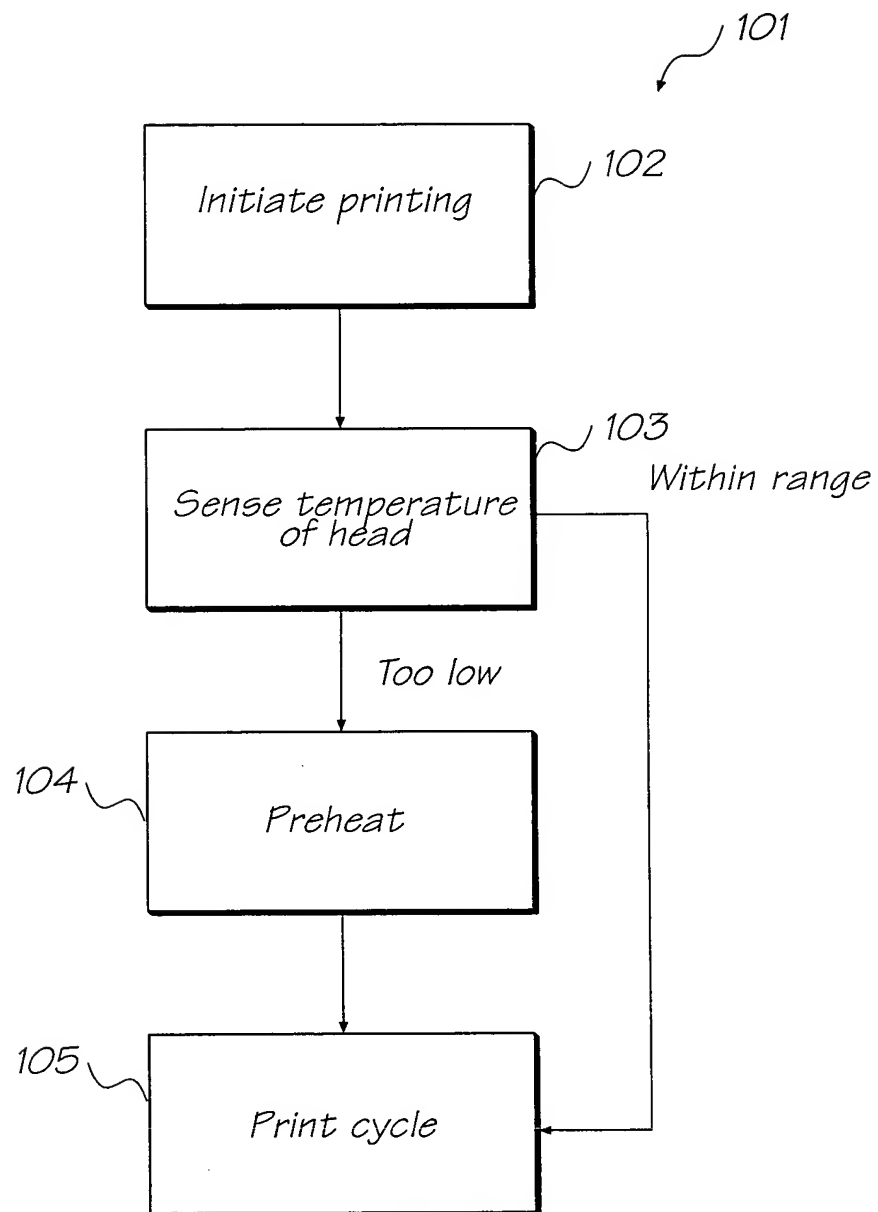 101
Initiate printing
102
Sense temperature
of head
103
Within range
Too low
104
Preheat
105
Print cycle